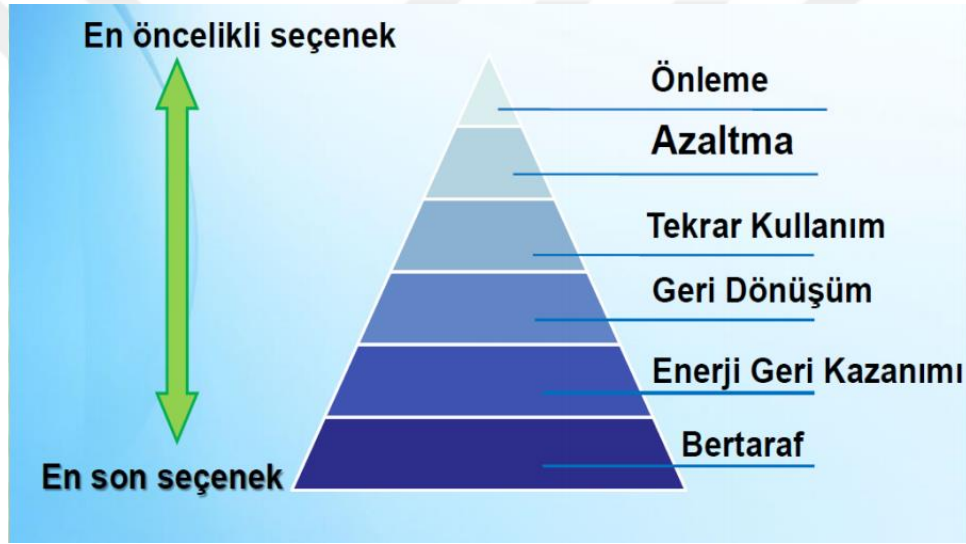 En öncelikli seçenek
Önleme
Azaltma
Tekrar Kullanım
Geri Dönüşüm
Enerji Geri Kazanımı
Bertaraf
En son seçenek